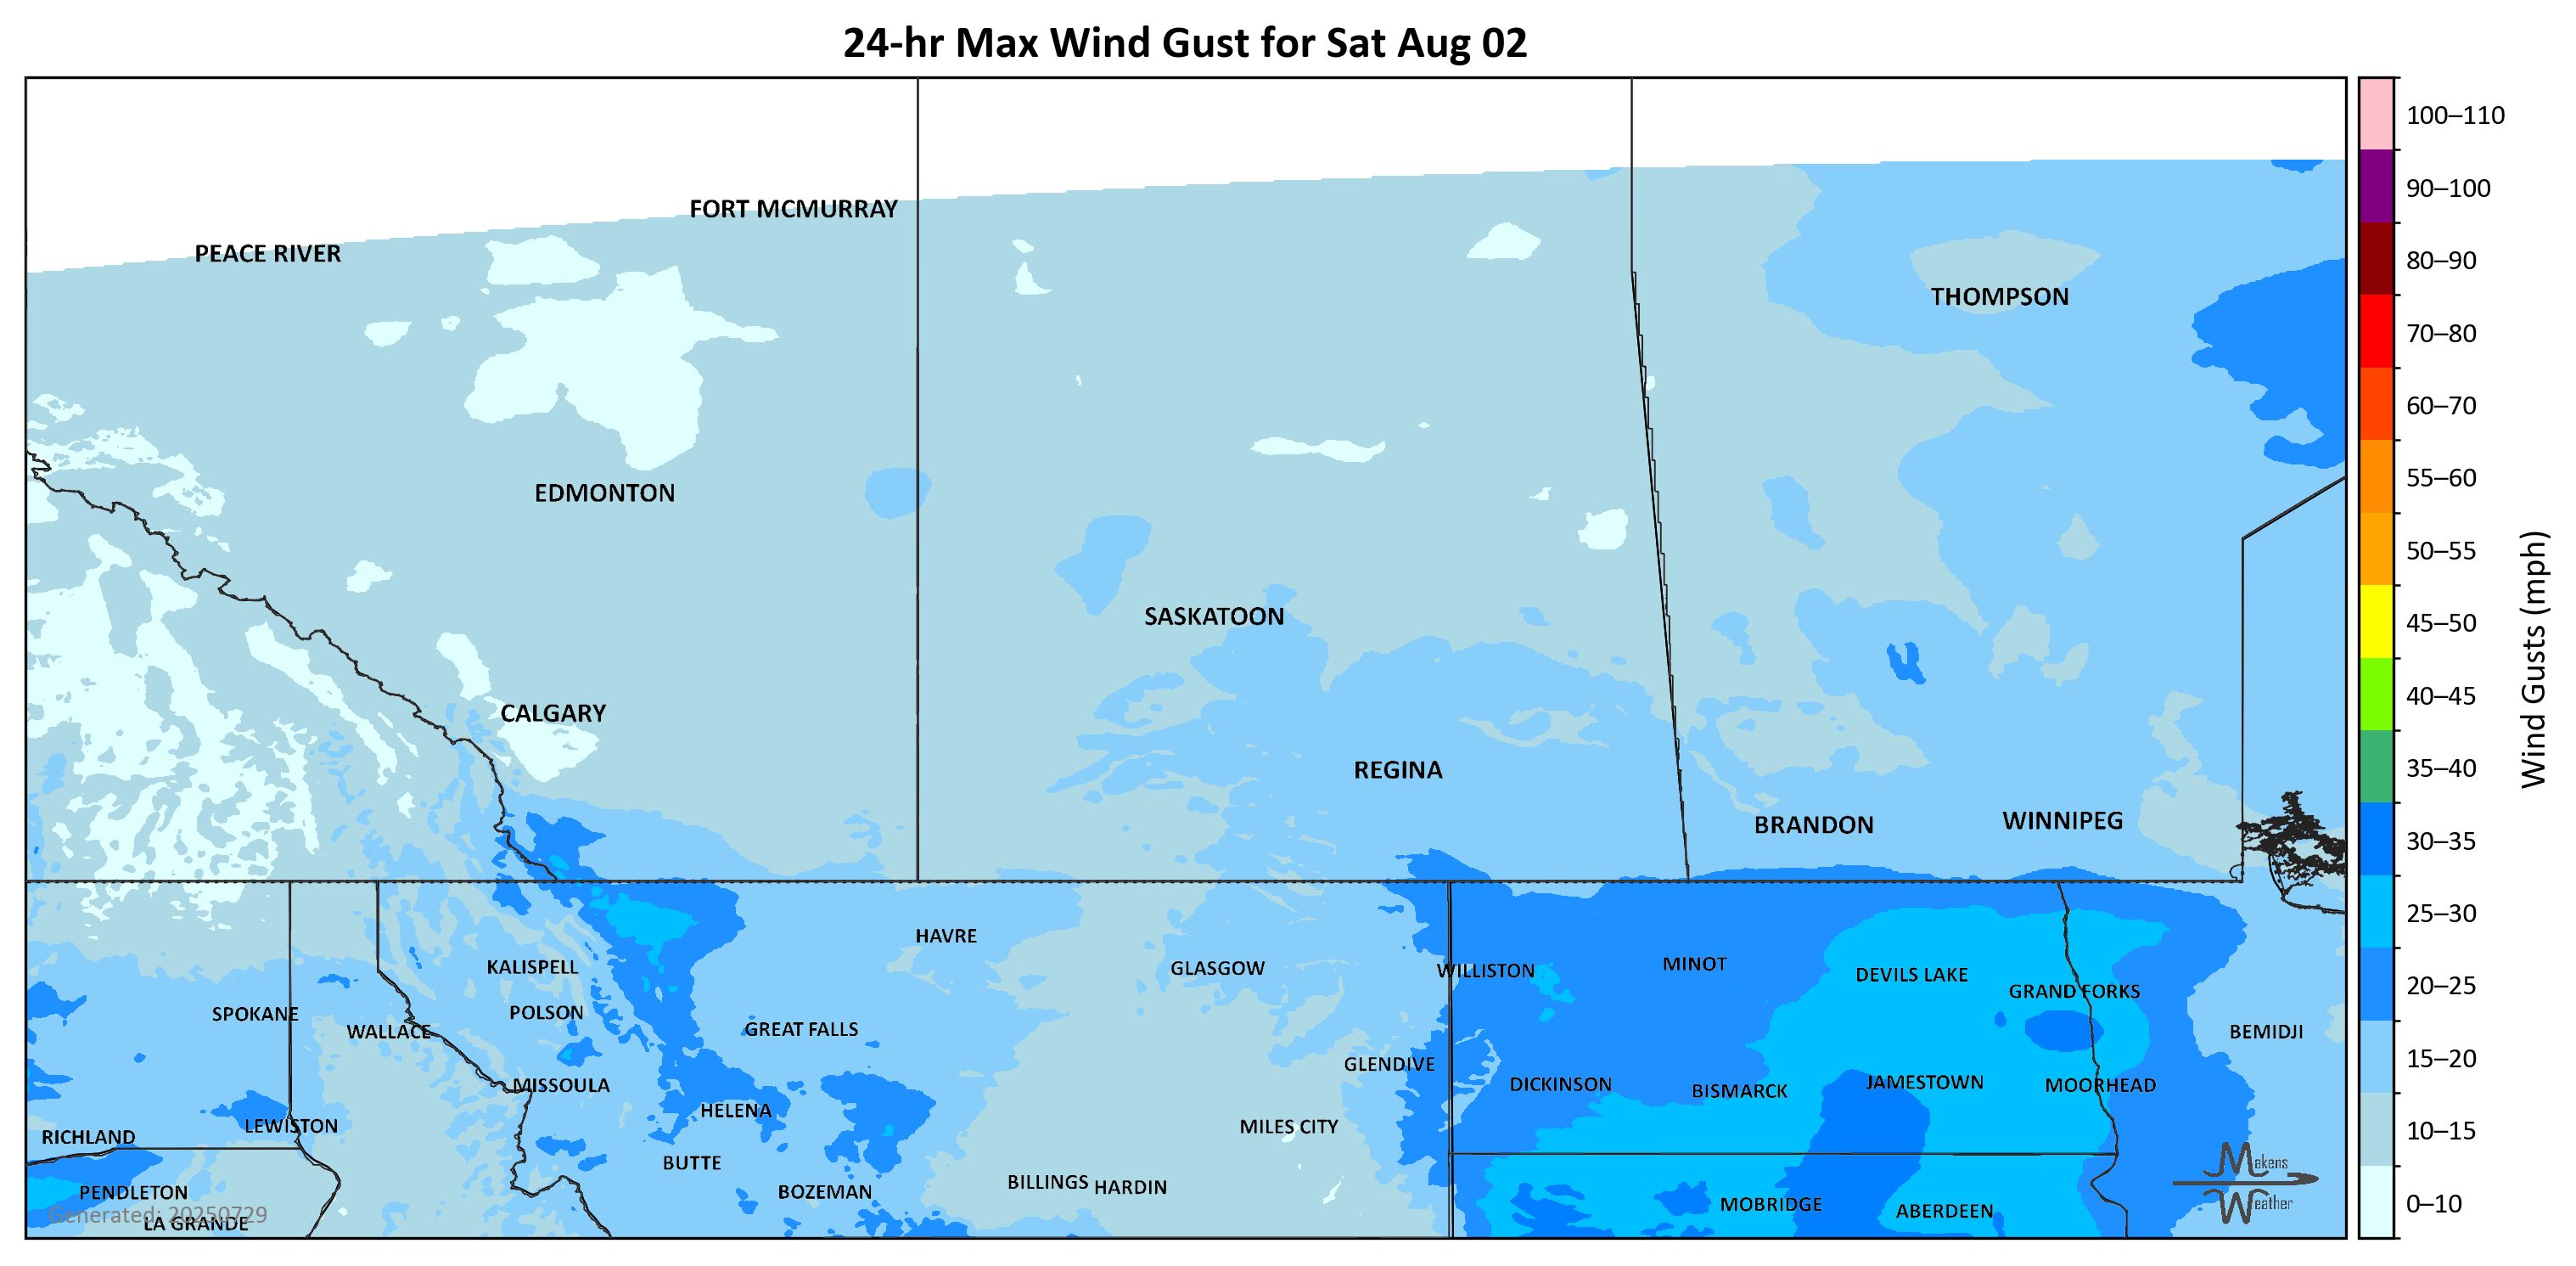 24-hr Max Wind Gust for Sat Aug 02
100–110
90–100
80–90
70–80
60–70
55–60
50–55
45–50
40–45
35–40
30–35
25–30
20–25
15–20
10–15
0–10
Wind Gusts (mph)
FORT MCMURRAY
PEACE RIVER
THOMPSON
EDMONTON
SASKATOON
CALGARY
REGINA
BRANDON
WINNIPEG
HAVRE
KALISPELL
GLASGOW
WILLISTON
MINOT
DEVILS LAKE
GRAND FORKS
SPOKANE
POLSON
WALLACE
GREAT FALLS
BEMIDJI
GLENDIVE
MISSOULA
DICKINSON
BISMARCK
JAMESTOWN
MOORHEAD
HELENA
LEWISTON
MILES CITY
RICHLAND
BUTTE
PENDLETON
BOZEMAN
BILLINGS
HARDIN
MOBRIDGE
ABERDEEN
LA GRANDE
Generated: 20250729
Makens
Weather